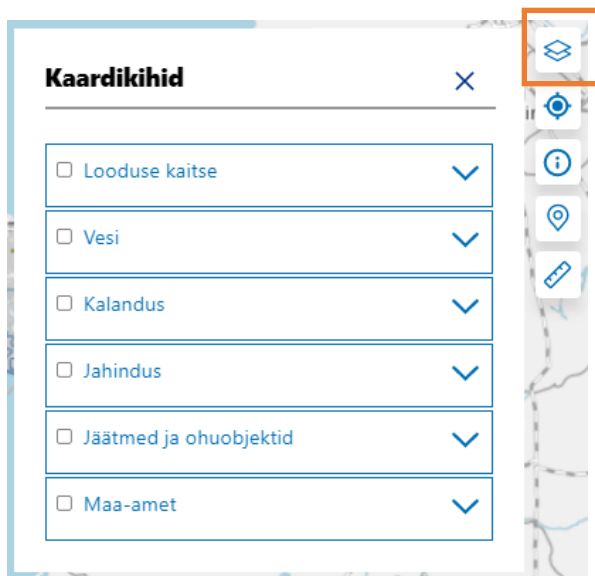 Kaardikihid
Looduse kaitse
Vesi
Kalandus
Jahindus
Jäätmed ja ohuobjektid
Maa-amet